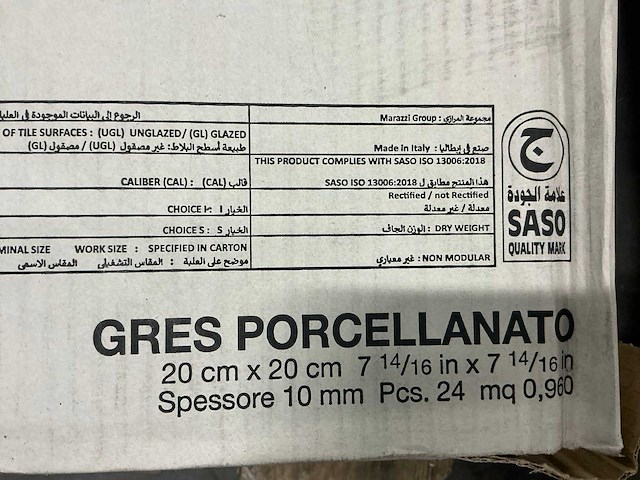 الرجوع إلى البيانات الموجودة في
مجموعة المرازي : Marazzi Group
OF TILE SURFACES : (UGL) UNGLAZED/ (GL) GLAZED
طبيعة أسطح البلاط: غير مصقول (UGL) / مصقول (GL)
صنع في إيطاليا : Made in Italy
THIS PRODUCT COMPLIES WITH SASO ISO 13006:2018
CALIBER (CAL) : (CAL) قالب
هذا المنتج مطابق ل SASO ISO 13006:2018
Rectified / not Rectified
معدلة / غير معدلة
CHOICE I: I الخيار
CHOICE S : S الخيار
الوزن الجاف : DRY WEIGHT
MINAL SIZE WORK SIZE : SPECIFIED IN CARTON
موضح على العلبة : المقاس التشغيلي المقاس الاسمى
غير معياري : NON MODULAR
ج
علامة الجودة
SASO
QUALITY MARK
GRES PORCELLANATO
20 cm x 20 cm 7 14/16 in x 7 14/16 in
Spessore 10 mm Pcs. 24 mq 0,960